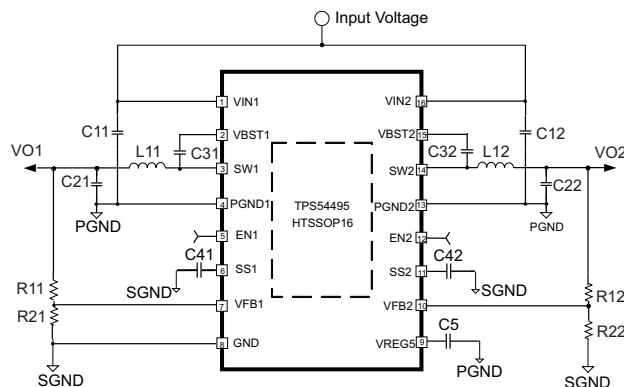 Input Voltage
1 VIN1 VIN2 16
C11 C12
2 VBST1 VBST2 15
VO1 L11 C31 C32 L12 VO2
3 SW1 SW2 14
C21 TPS54495 C22
HTSSOP16
4 PGND1 PGND2 13
PGND PGND
5 EN1 EN2 12
C41 C42
6 SS1 SS2 11
SGND SGND
R11 R12
7 VFB1 VFB2 10
R21 R22
C5
8 GND VREG5 9
SGND PGND SGND